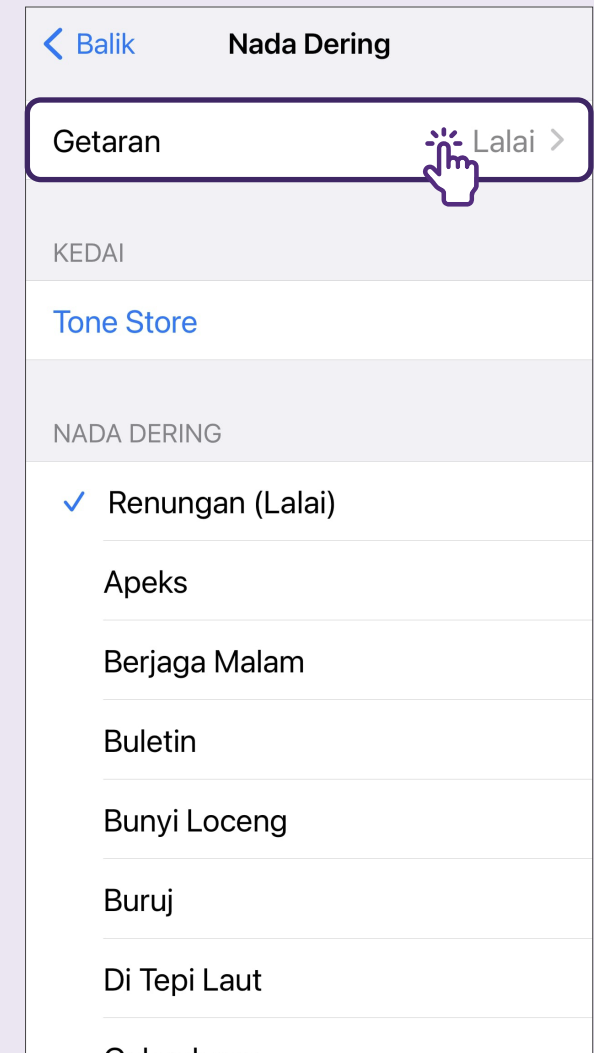 Balik
Nada Dering
Getaran
Lalai
KEDAI
Tone Store
NADA DERING
Renungan (Lalai)
Apeks
Berjaga Malam
Buletin
Bunyi Loceng
Buruj
Di Tepi Laut